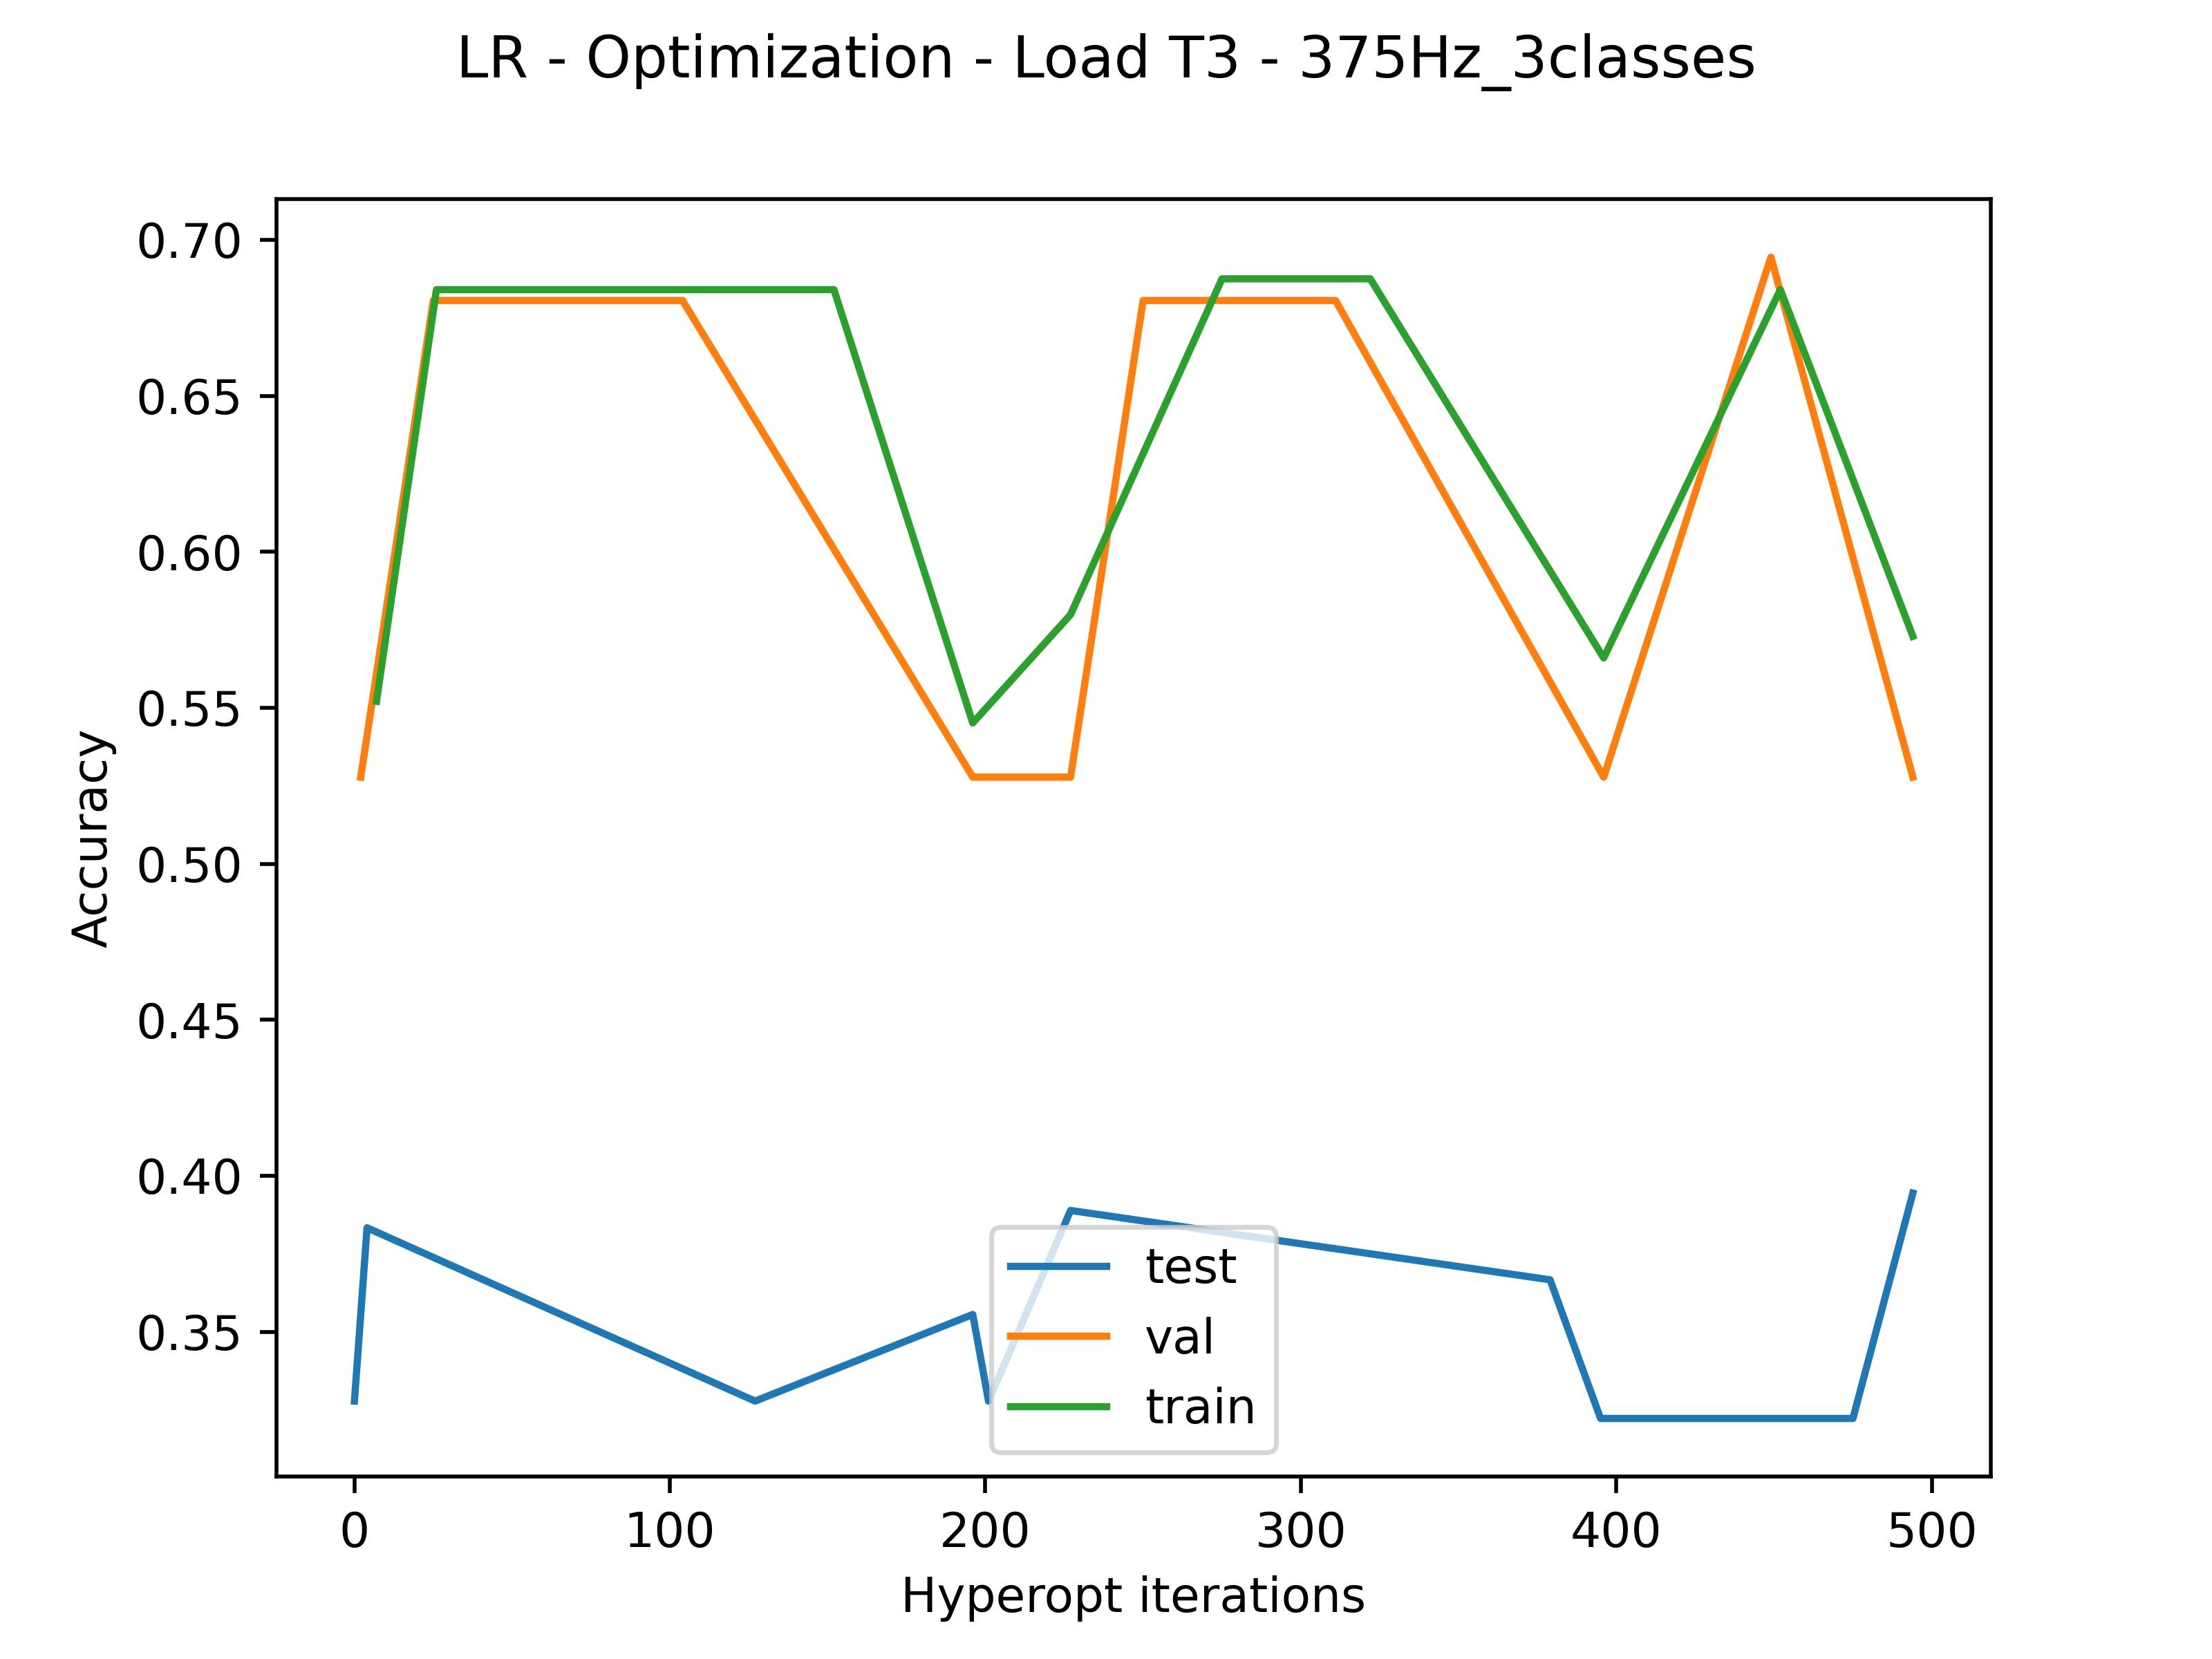 LR - Optimization - Load T3 - 375Hz_3classes
0.70
0.65
0.60
0.55
0.50
0.45
0.40
0.35
Accuracy
test
val
train
0 100 200 300 400 500
Hyperopt iterations